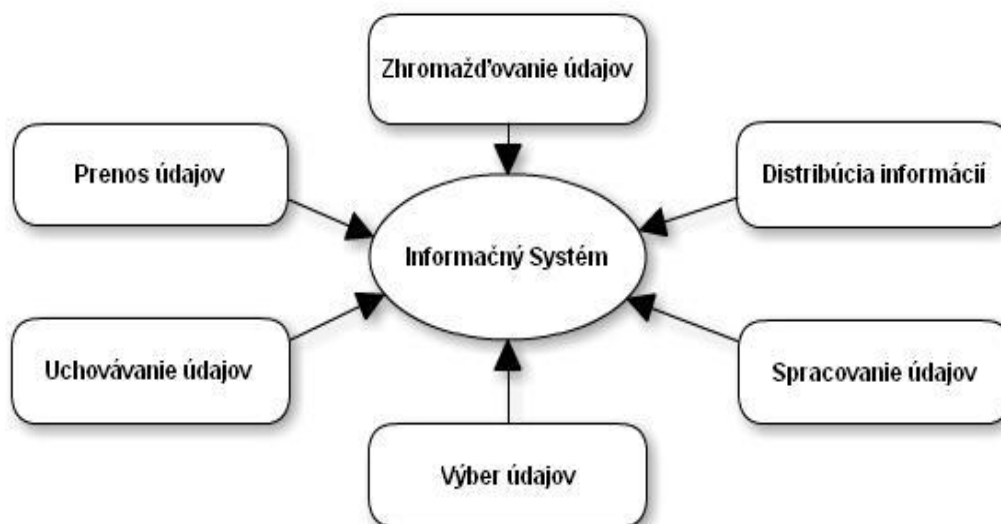 Zhromažďovanie údajov
Prenos údajov
Distribúcia informácií
Informačný Systém
Uchovávanie údajov
Spracovanie údajov
Výber údajov